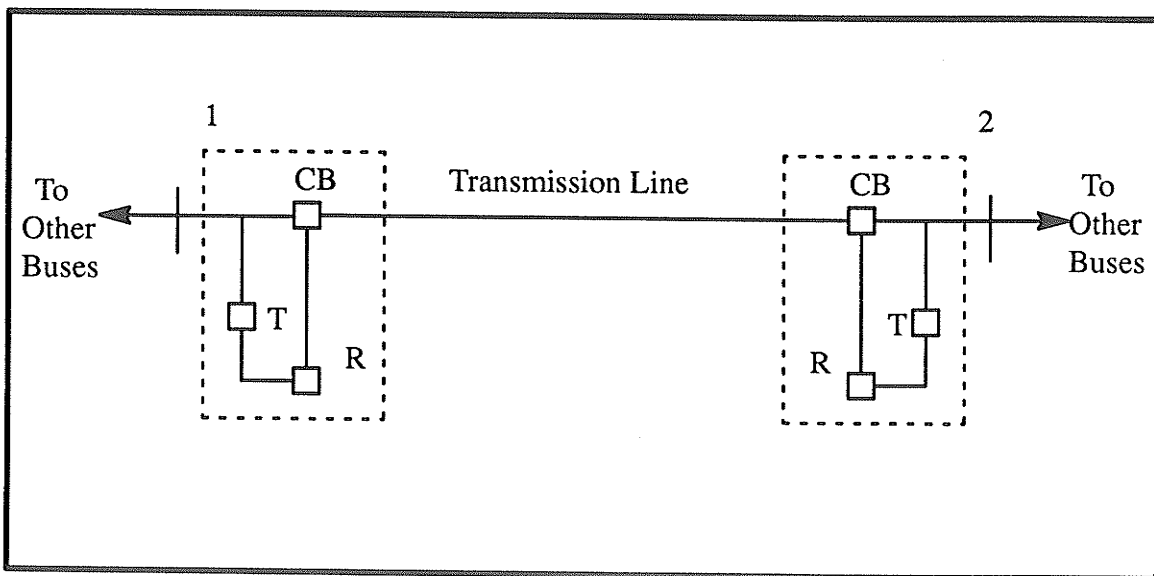 1
2
CB
Transmission Line
CB
To
Other
Buses
To
Other
Buses
T
T
R
R